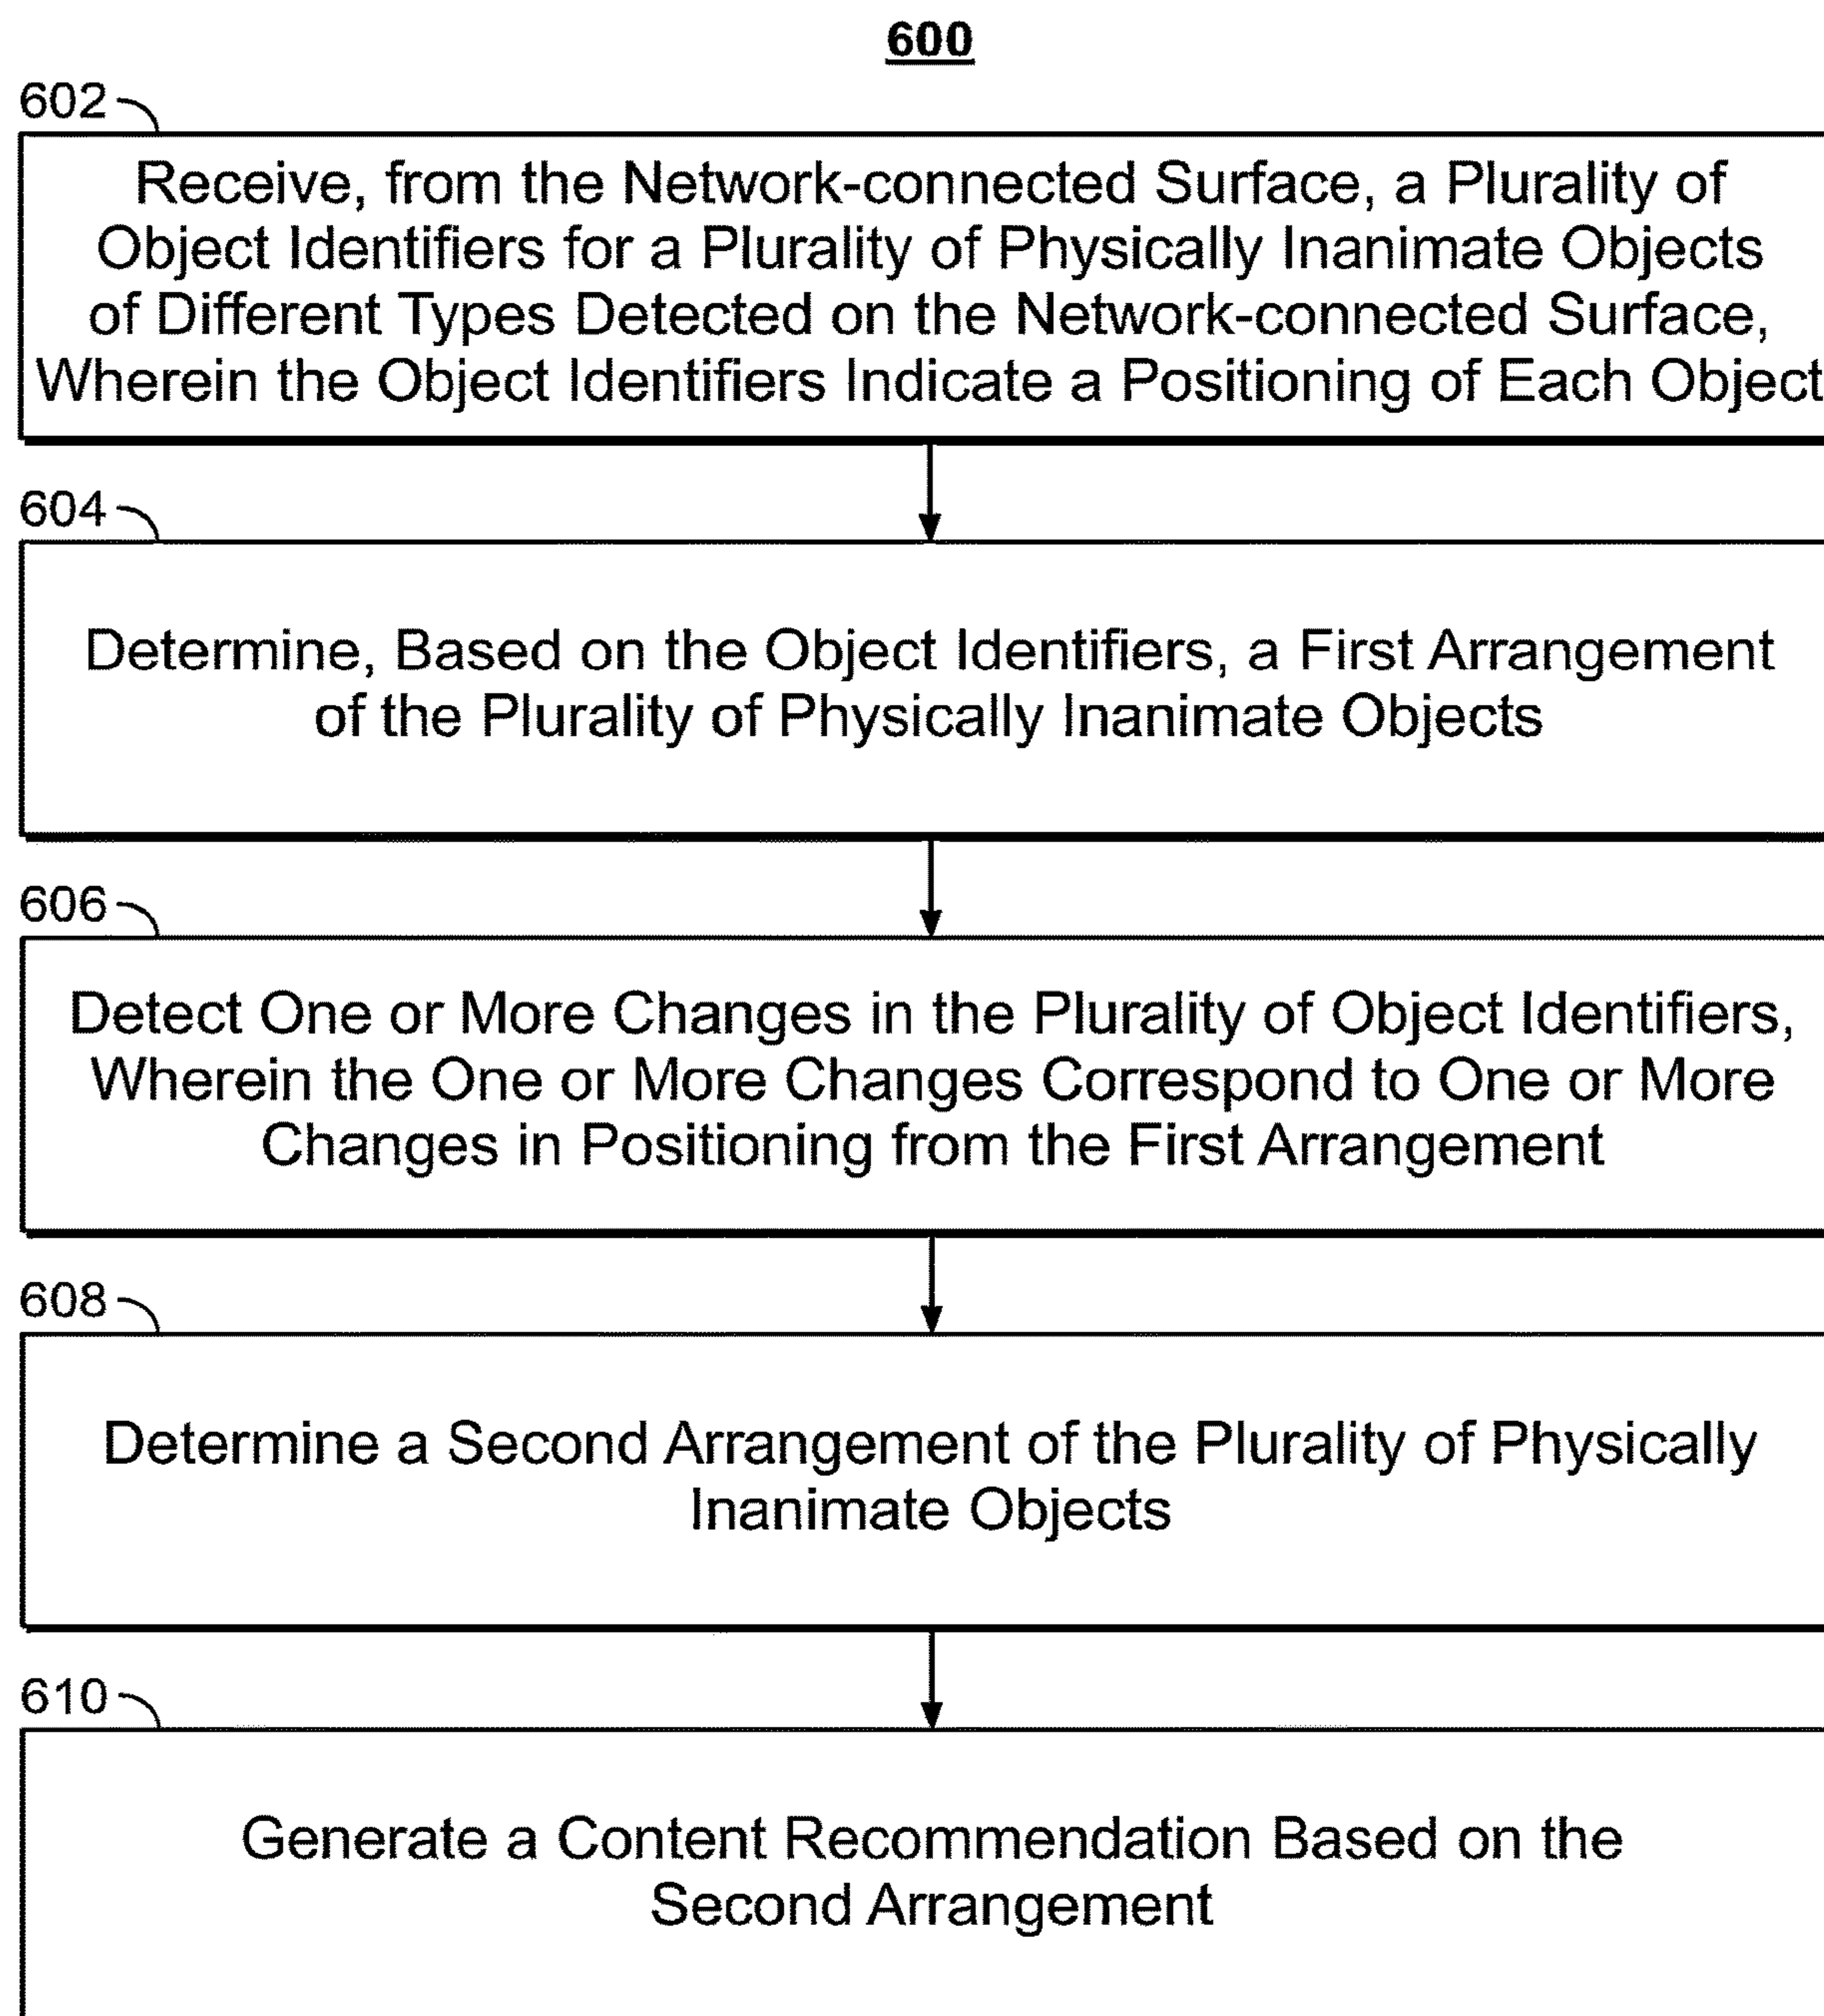 600
602
Receive, from the Network-connected Surface, a Plurality of
Object Identifiers for a Plurality of Physically Inanimate Objects
of Different Types Detected on the Network-connected Surface,
Wherein the Object Identifiers Indicate a Positioning of Each Object
604
Determine, Based on the Object Identifiers, a First Arrangement
of the Plurality of Physically Inanimate Objects
606
Detect One or More Changes in the Plurality of Object Identifiers,
Wherein the One or More Changes Correspond to One or More
Changes in Positioning from the First Arrangement
608
Determine a Second Arrangement of the Plurality of Physically
Inanimate Objects
610
Generate a Content Recommendation Based on the
Second Arrangement